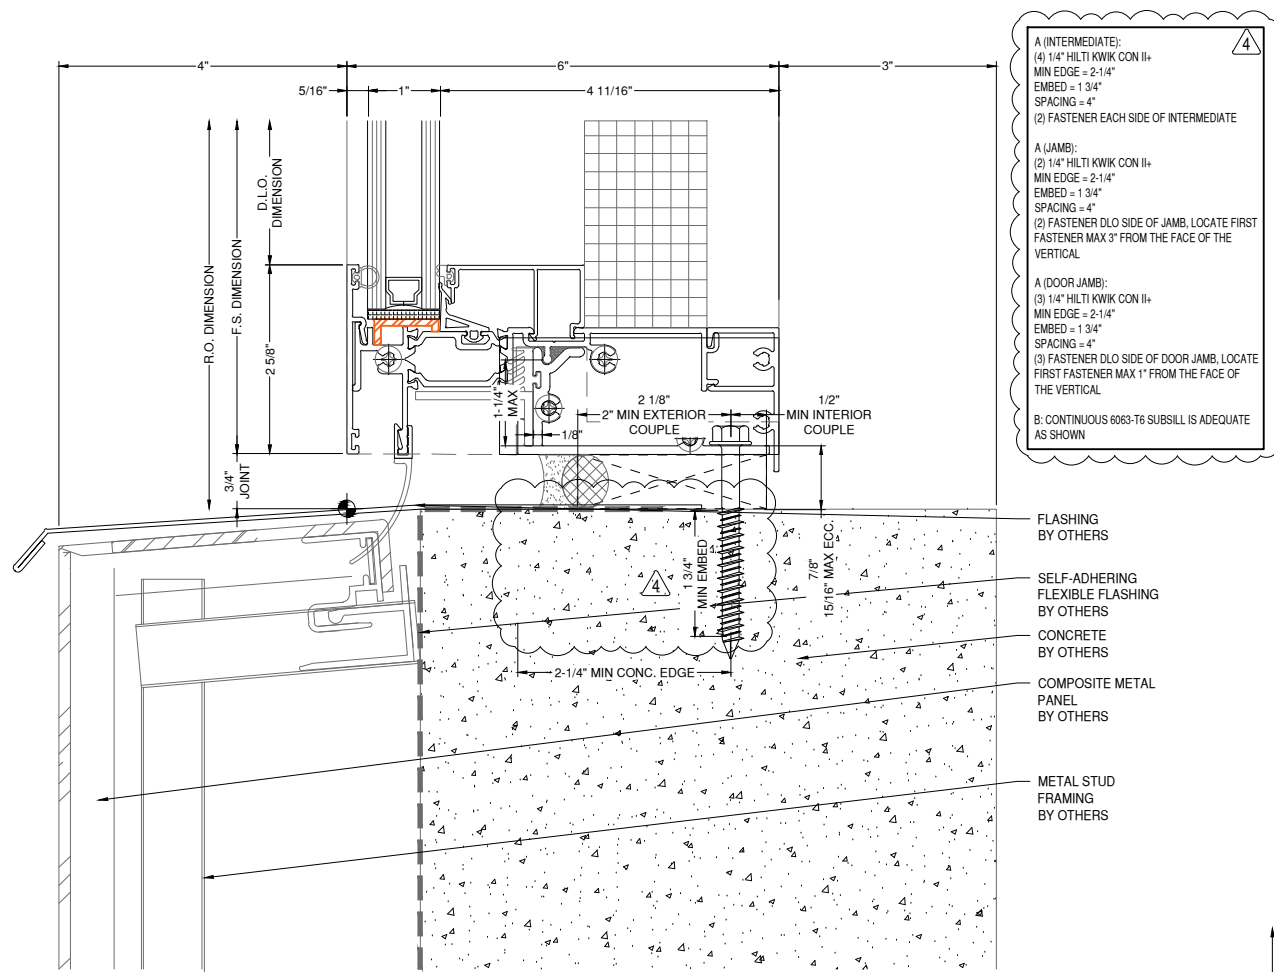 4"
6"
3"
5/16"
1"
4 11/16"
R.O. DIMENSION
F.S. DIMENSION
D.L.O.
DIMENSION
2 5/8"
3/4"
JOINT
1-1/4"
MAX
1/8"
2 1/8"
2" MIN EXTERIOR
COUPLE
1/2"
MIN INTERIOR
COUPLE
1 3/4"
MIN EMBED
7/8"
15/16" MAX ECC.
4
2-1/4" MIN CONC. EDGE
4
A (INTERMEDIATE):
(4) 1/4" HILTI KWIK CON II+
MIN EDGE = 2-1/4"
EMBED = 1 3/4"
SPACING = 4"
(2) FASTENER EACH SIDE OF INTERMEDIATE
A (JAMB):
(2) 1/4" HILTI KWIK CON II+
MIN EDGE = 2-1/4"
EMBED = 1 3/4"
SPACING = 4"
(2) FASTENER DLO SIDE OF JAMB, LOCATE FIRST
FASTENER MAX 3" FROM THE FACE OF THE
VERTICAL
A (DOOR JAMB):
(3) 1/4" HILTI KWIK CON II+
MIN EDGE = 2-1/4"
EMBED = 1 3/4"
SPACING = 4"
(3) FASTENER DLO SIDE OF DOOR JAMB, LOCATE
FIRST FASTENER MAX 1" FROM THE FACE OF
THE VERTICAL
B: CONTINUOUS 6063-T6 SUBSILL IS ADEQUATE
AS SHOWN
FLASHING
BY OTHERS
SELF-ADHERING
FLEXIBLE FLASHING
BY OTHERS
CONCRETE
BY OTHERS
COMPOSITE METAL
PANEL
BY OTHERS
METAL STUD
FRAMING
BY OTHERS